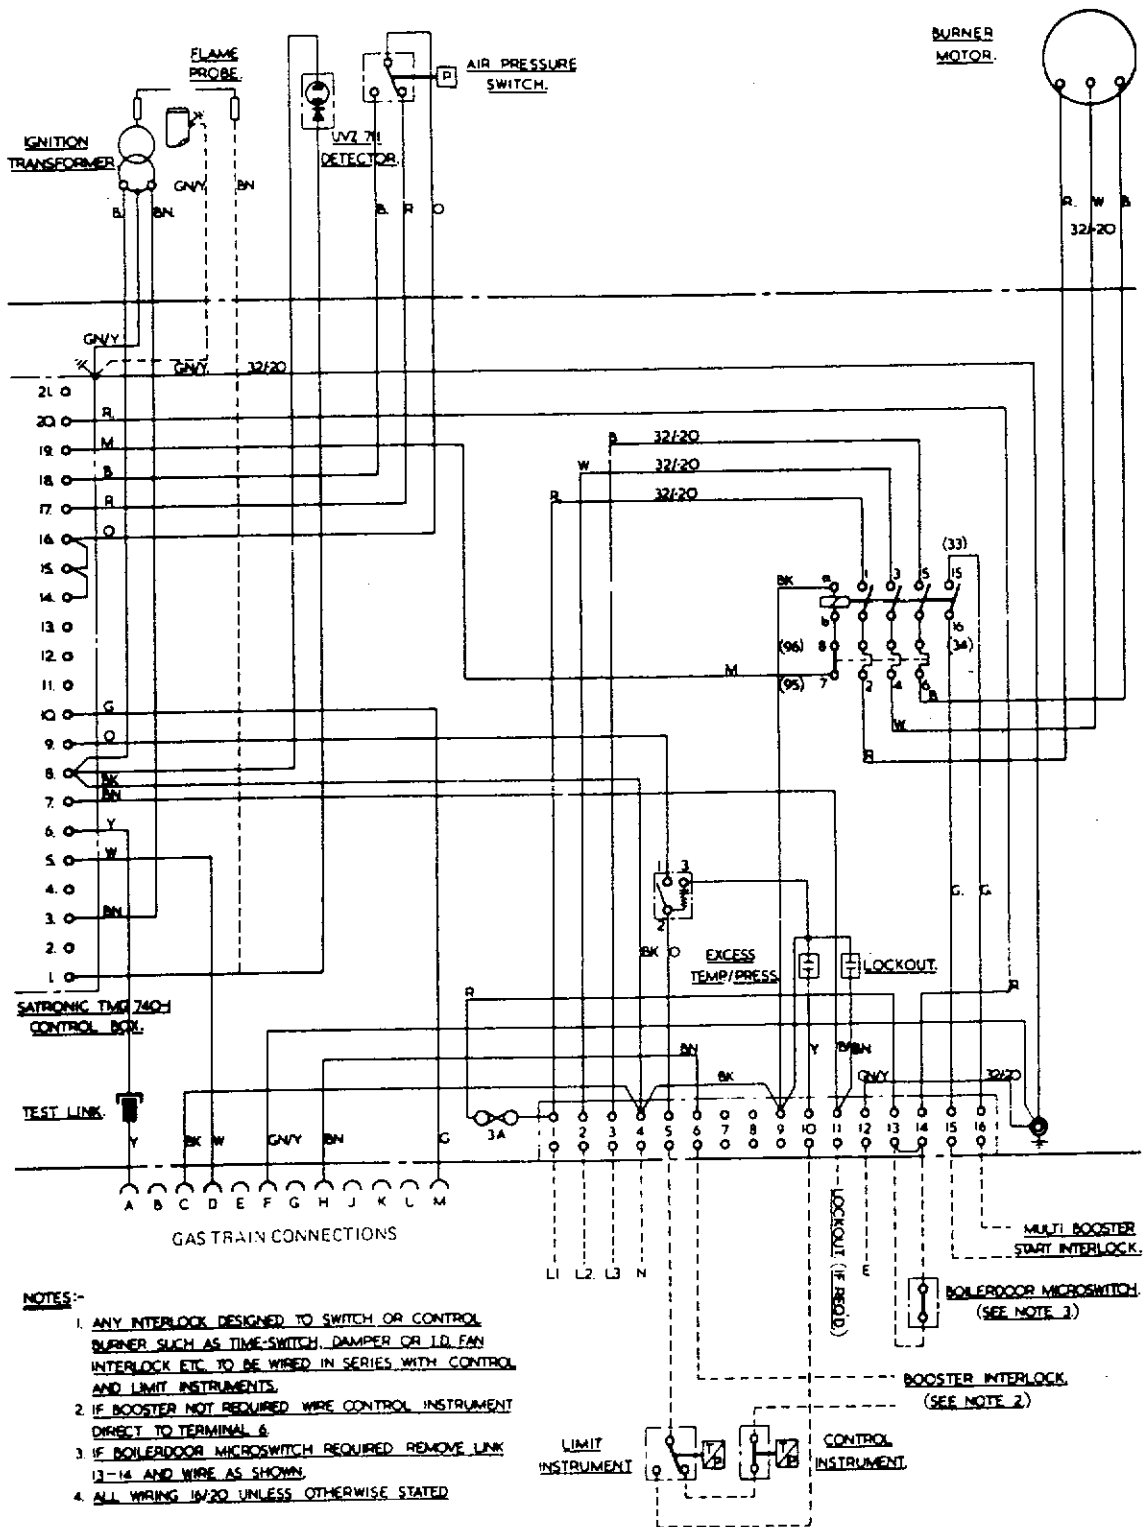 FLAME
PROBE.
AIR PRESSURE
SWITCH.
P
BURNER
MOTOR.
IGNITION
TRANSFORMER
UVZ 711
DETECTOR.
GN/Y
BN
B.
BN.
B.
R
O
R.
W
B
32/.20
GN/Y
GN/Y.
32/.20
21.
20.
R.
19.
M
18.
B
17.
R
16.
O
15.
14.
13.
12.
11.
10.
G
9.
O
8.
BK
7.
BN
6.
Y
5.
W
4.
3.
BN
2.
1.
B
32/.20
W
32/.20
R.
32/.20
(33)
BK
a
1
3
5
15
b
16
(96)
8
(34)
M
(95)
7
2
4
6
B
W.
R
1
3
2
BK
O
G.
G
EXCESS
TEMP/PRESS.
LOCKOUT.
SATRONIC TMG 740-1
CONTROL BOX.
R
R
BN
Y
BN
GN/Y
32/.20
BK
TEST LINK.
3A
1
2
3
4
5
6
7
8
9
10
11
12
13
14
15
16
Y
BK
W
GN/Y
BN
G
A
B
C
D
E
F
G
H
J
K
L
M
GAS TRAIN CONNECTIONS
L1
L2.
L3
N
LOCKOUT (IF REQ'D.)
E
MULTI BOOSTER
START INTERLOCK.
BOILERDOOR MICROSWITCH.
(SEE NOTE 3.)
BOOSTER INTERLOCK.
(SEE NOTE 2.)
LIMIT
INSTRUMENT
T/P
T/P
CONTROL
INSTRUMENT.
NOTES:-
1. ANY INTERLOCK DESIGNED TO SWITCH OR CONTROL
BURNER SUCH AS TIME-SWITCH, DAMPER OR I.D. FAN
INTERLOCK ETC. TO BE WIRED IN SERIES WITH CONTROL
AND LIMIT INSTRUMENTS.
2. IF BOOSTER NOT REQUIRED WIRE CONTROL INSTRUMENT
DIRECT TO TERMINAL 6.
3. IF BOILERDOOR MICROSWITCH REQUIRED REMOVE LINK
13-14 AND WIRE AS SHOWN.
4. ALL WIRING 16/.20 UNLESS OTHERWISE STATED